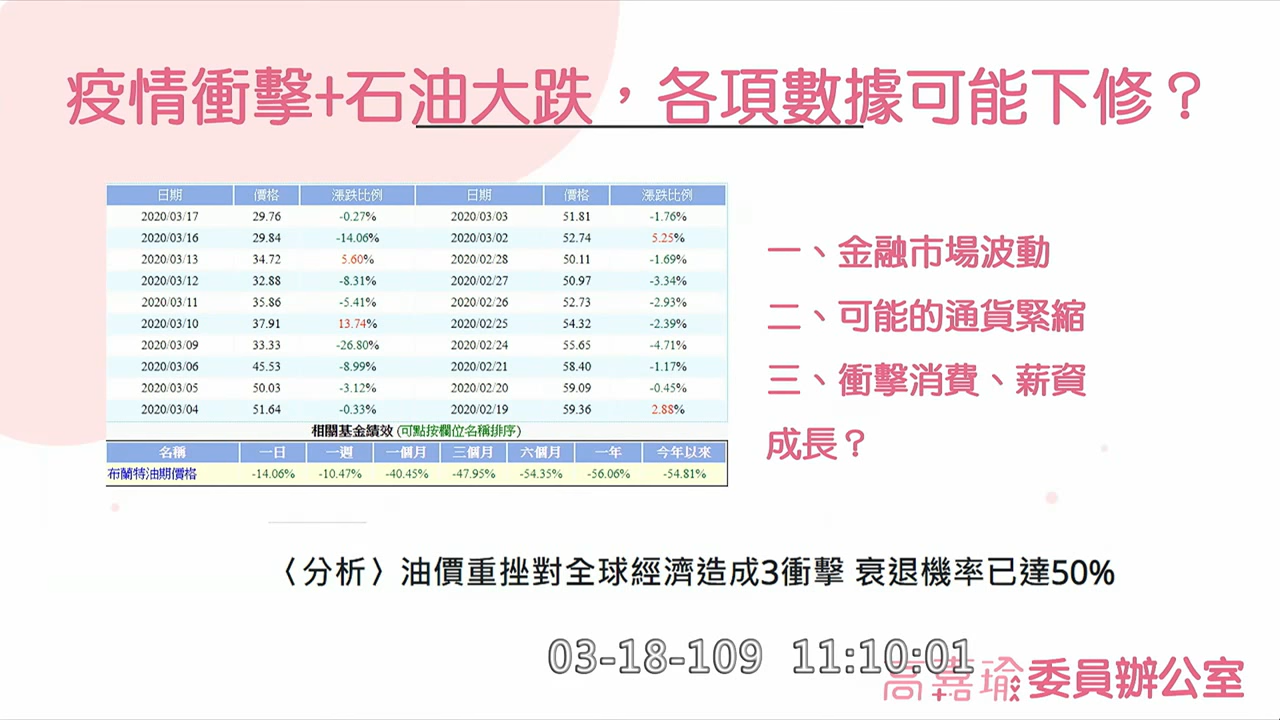 疫情衝擊+石油大跌，各項數據可能下修？
日期 價格 漲跌比例 日期 價格 漲跌比例
2020/03/17 29.76 -0.27% 2020/03/03 51.81 -1.76%
2020/03/16 29.84 -14.06% 2020/03/02 52.74 5.25%
2020/03/13 34.72 5.60% 2020/02/28 50.11 -1.69%
2020/03/12 32.88 -8.31% 2020/02/27 50.97 -3.34%
2020/03/11 35.86 -5.41% 2020/02/26 52.73 -2.93%
2020/03/10 37.91 13.74% 2020/02/25 54.32 -2.39%
2020/03/09 33.33 -26.80% 2020/02/24 55.65 -4.71%
2020/03/06 45.53 -8.99% 2020/02/21 58.40 -1.17%
2020/03/05 50.03 -3.12% 2020/02/20 59.09 -0.45%
2020/03/04 51.64 -0.33% 2020/02/19 59.36 2.88%
相關基金績效 (可點按欄位名稱排序)
名稱 一日 一週 一個月 三個月 六個月 一年 今年以來
布蘭特油期價格 -14.06% -10.47% -40.45% -47.95% -54.35% -56.06% -54.81%
一、金融市場波動
二、可能的通貨緊縮
三、衝擊消費、薪資
成長？
〈分析〉油價重挫對全球經濟造成3衝擊 衰退機率已達50%
03-18-109 11:10:01
高嘉瑜委員辦公室